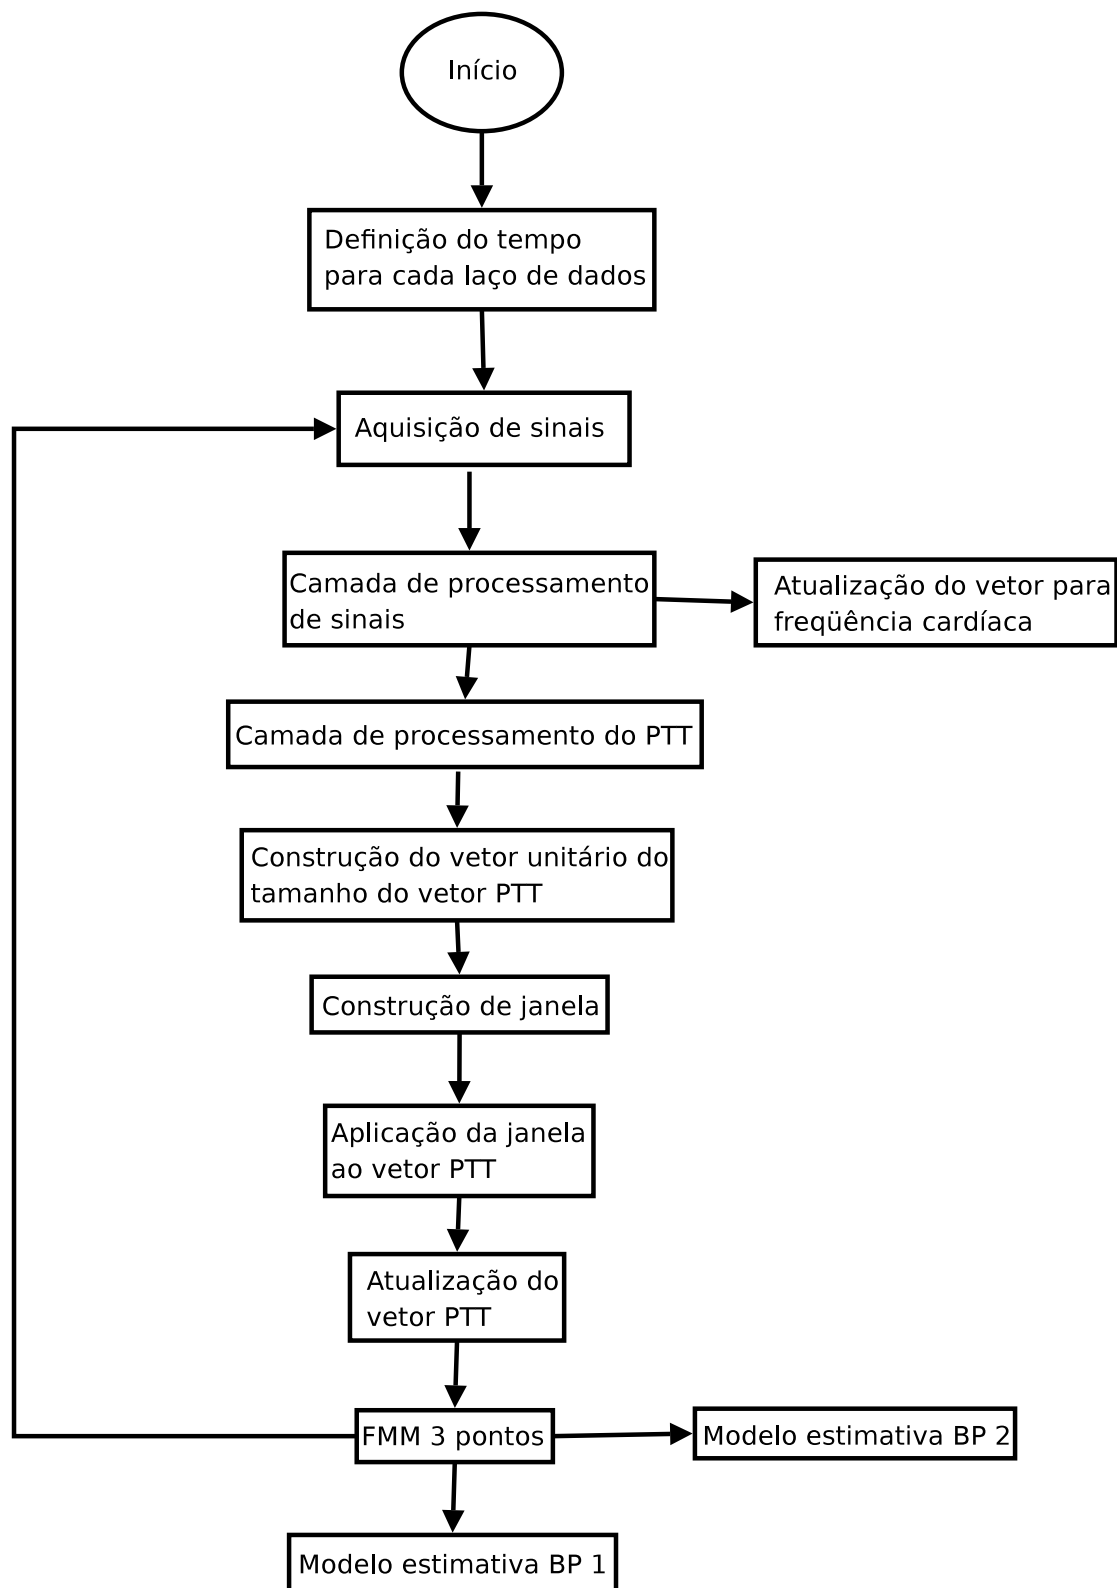 Início
Definição do tempo
para cada laço de dados
Aquisição de sinais
Camada de processamento
de sinais
Atualização do vetor para
freqüência cardíaca
Camada de processamento do PTT
Construção do vetor unitário do
tamanho do vetor PTT
Construção de janela
Aplicação da janela
ao vetor PTT
Atualização do
vetor PTT
FMM 3 pontos
Modelo estimativa BP 2
Modelo estimativa BP 1